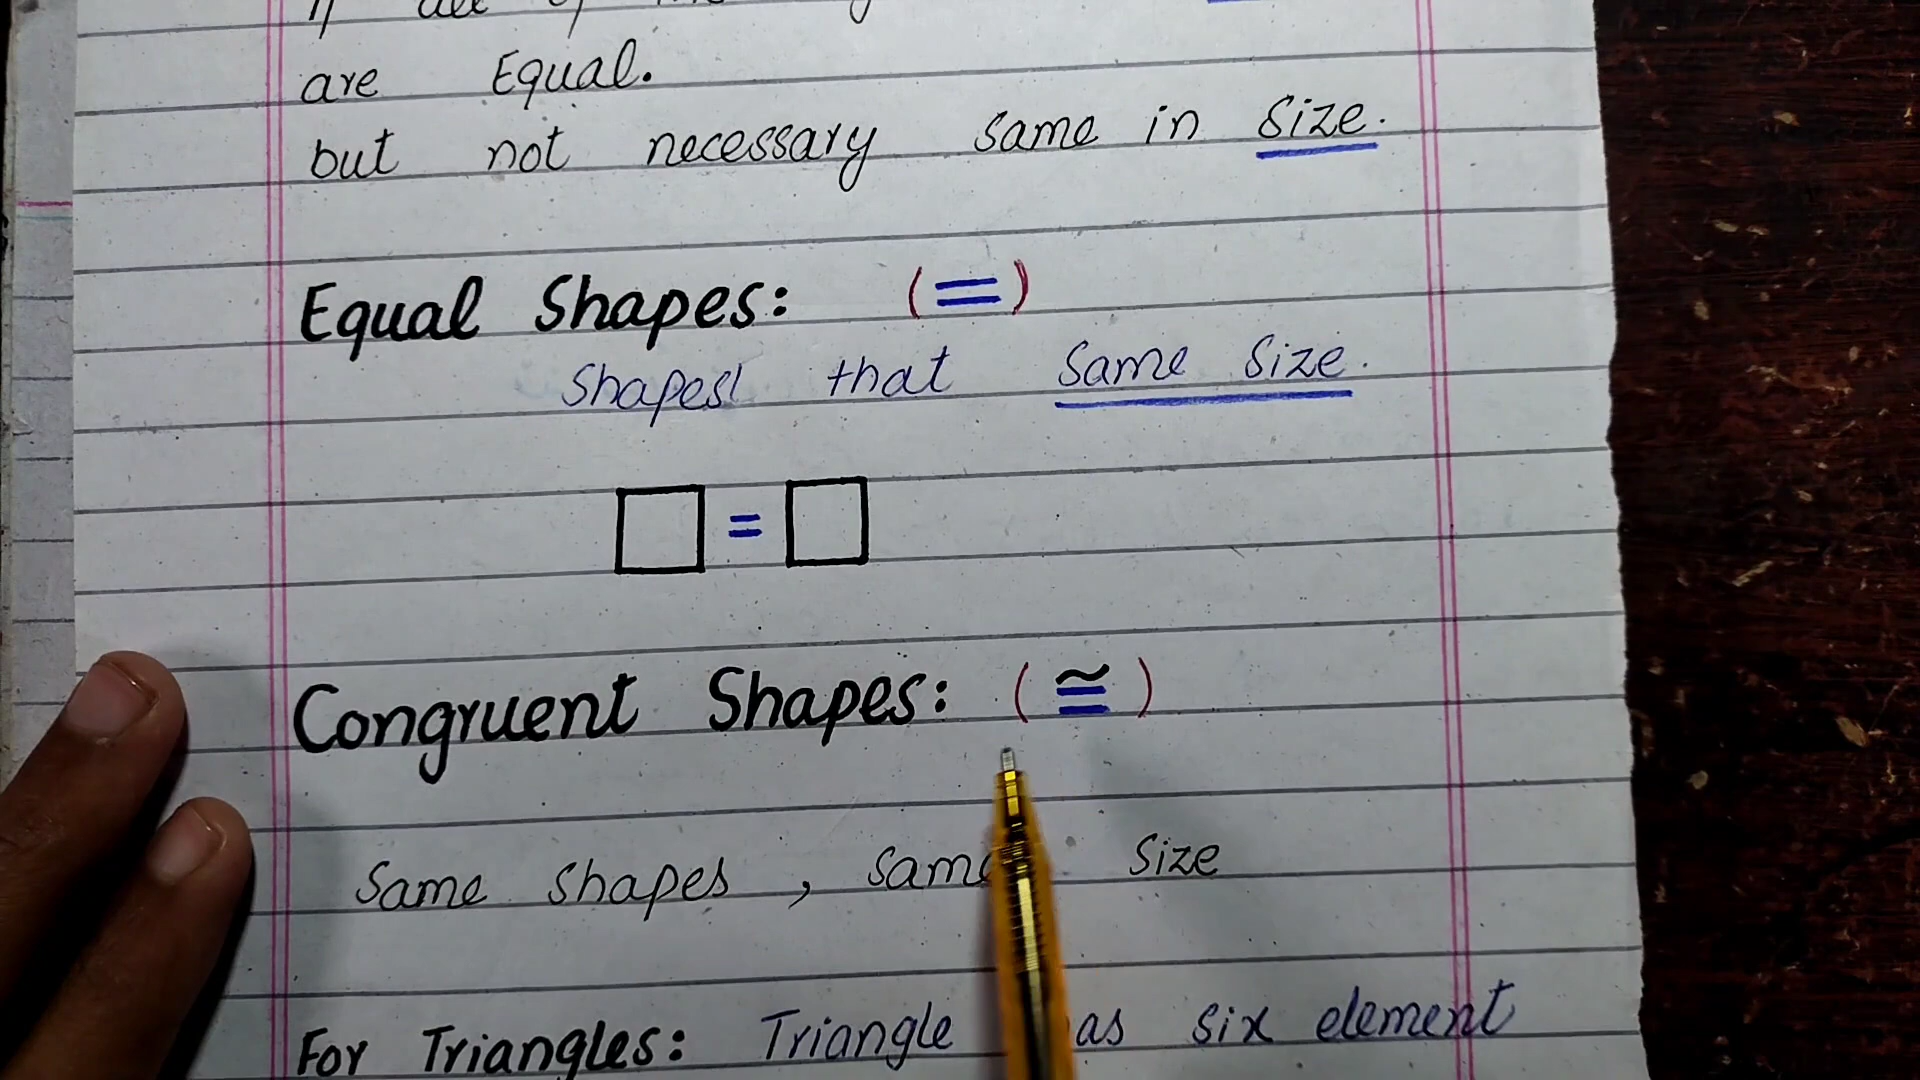 are Equal.
but not necessary same in size.
Equal Shapes: (=)
Shapes that same size.
=
Congruent Shapes: (≅)
Same shapes, same size
For Triangles: Triangle as six element